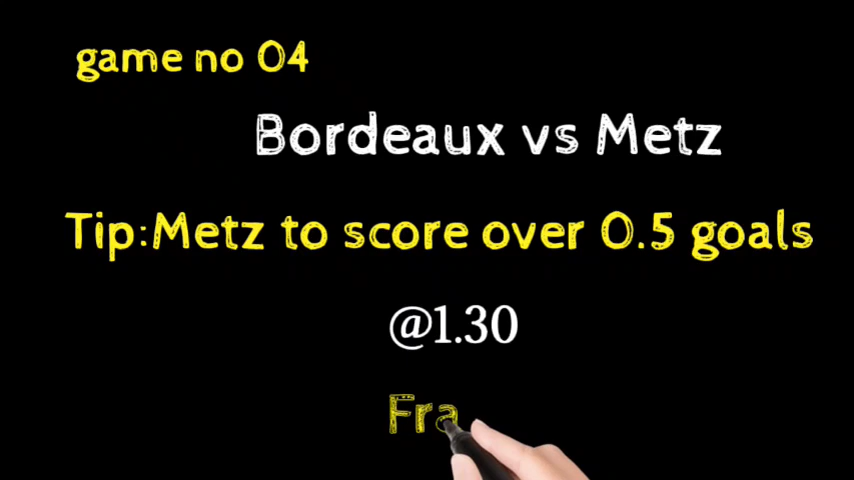 game no 04
Bordeaux vs Metz
Tip:Metz to score over 0.5 goals
@1.30
Fra